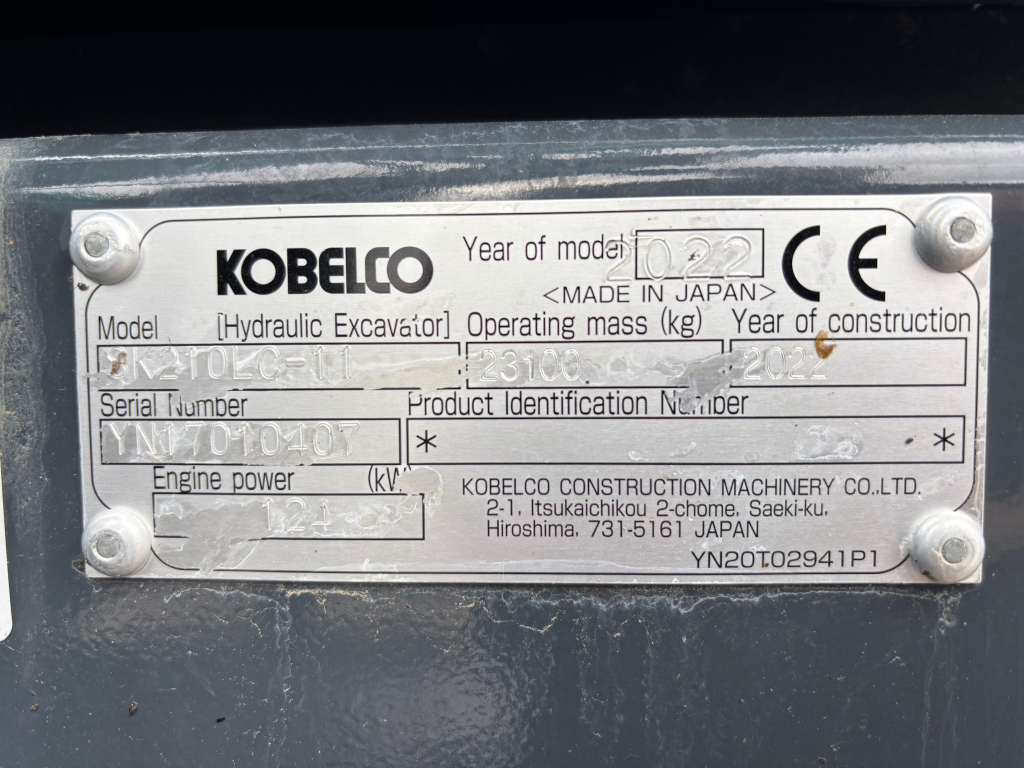 KOBELCO
Year of model 2022
CE
<MADE IN JAPAN>
Model [Hydraulic Excavator] Operating mass (kg) Year of construction
SK210LC-11 23100 2022
Serial Number Product Identification Number
YN17010407 * *
Engine power (kW)
124
KOBELCO CONSTRUCTION MACHINERY CO.,LTD.
2-1, Itsukaichikou 2-chome, Saeki-ku,
Hiroshima, 731-5161 JAPAN
YN20T02941P1